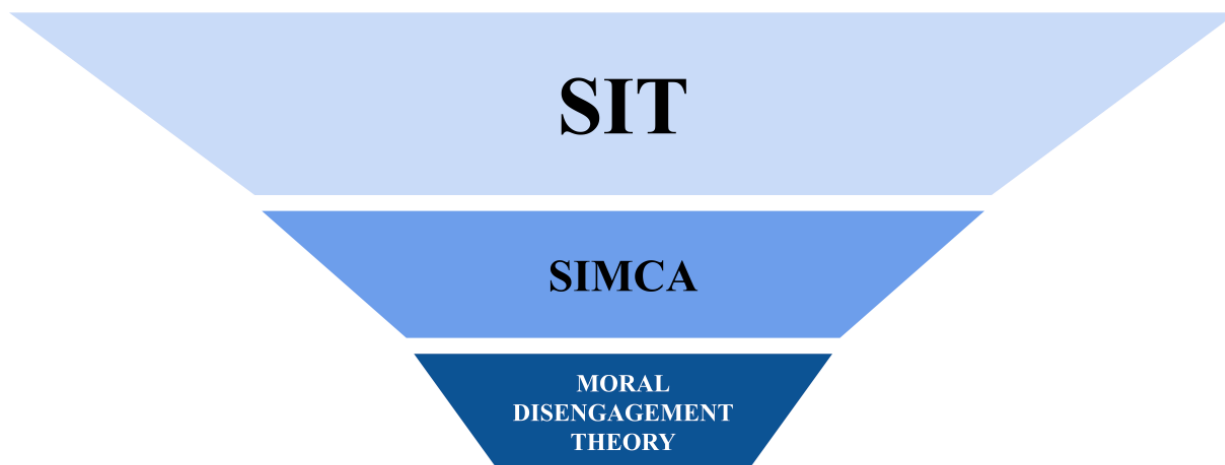 SIT
SIMCA
MORAL
DISENGAGEMENT
THEORY